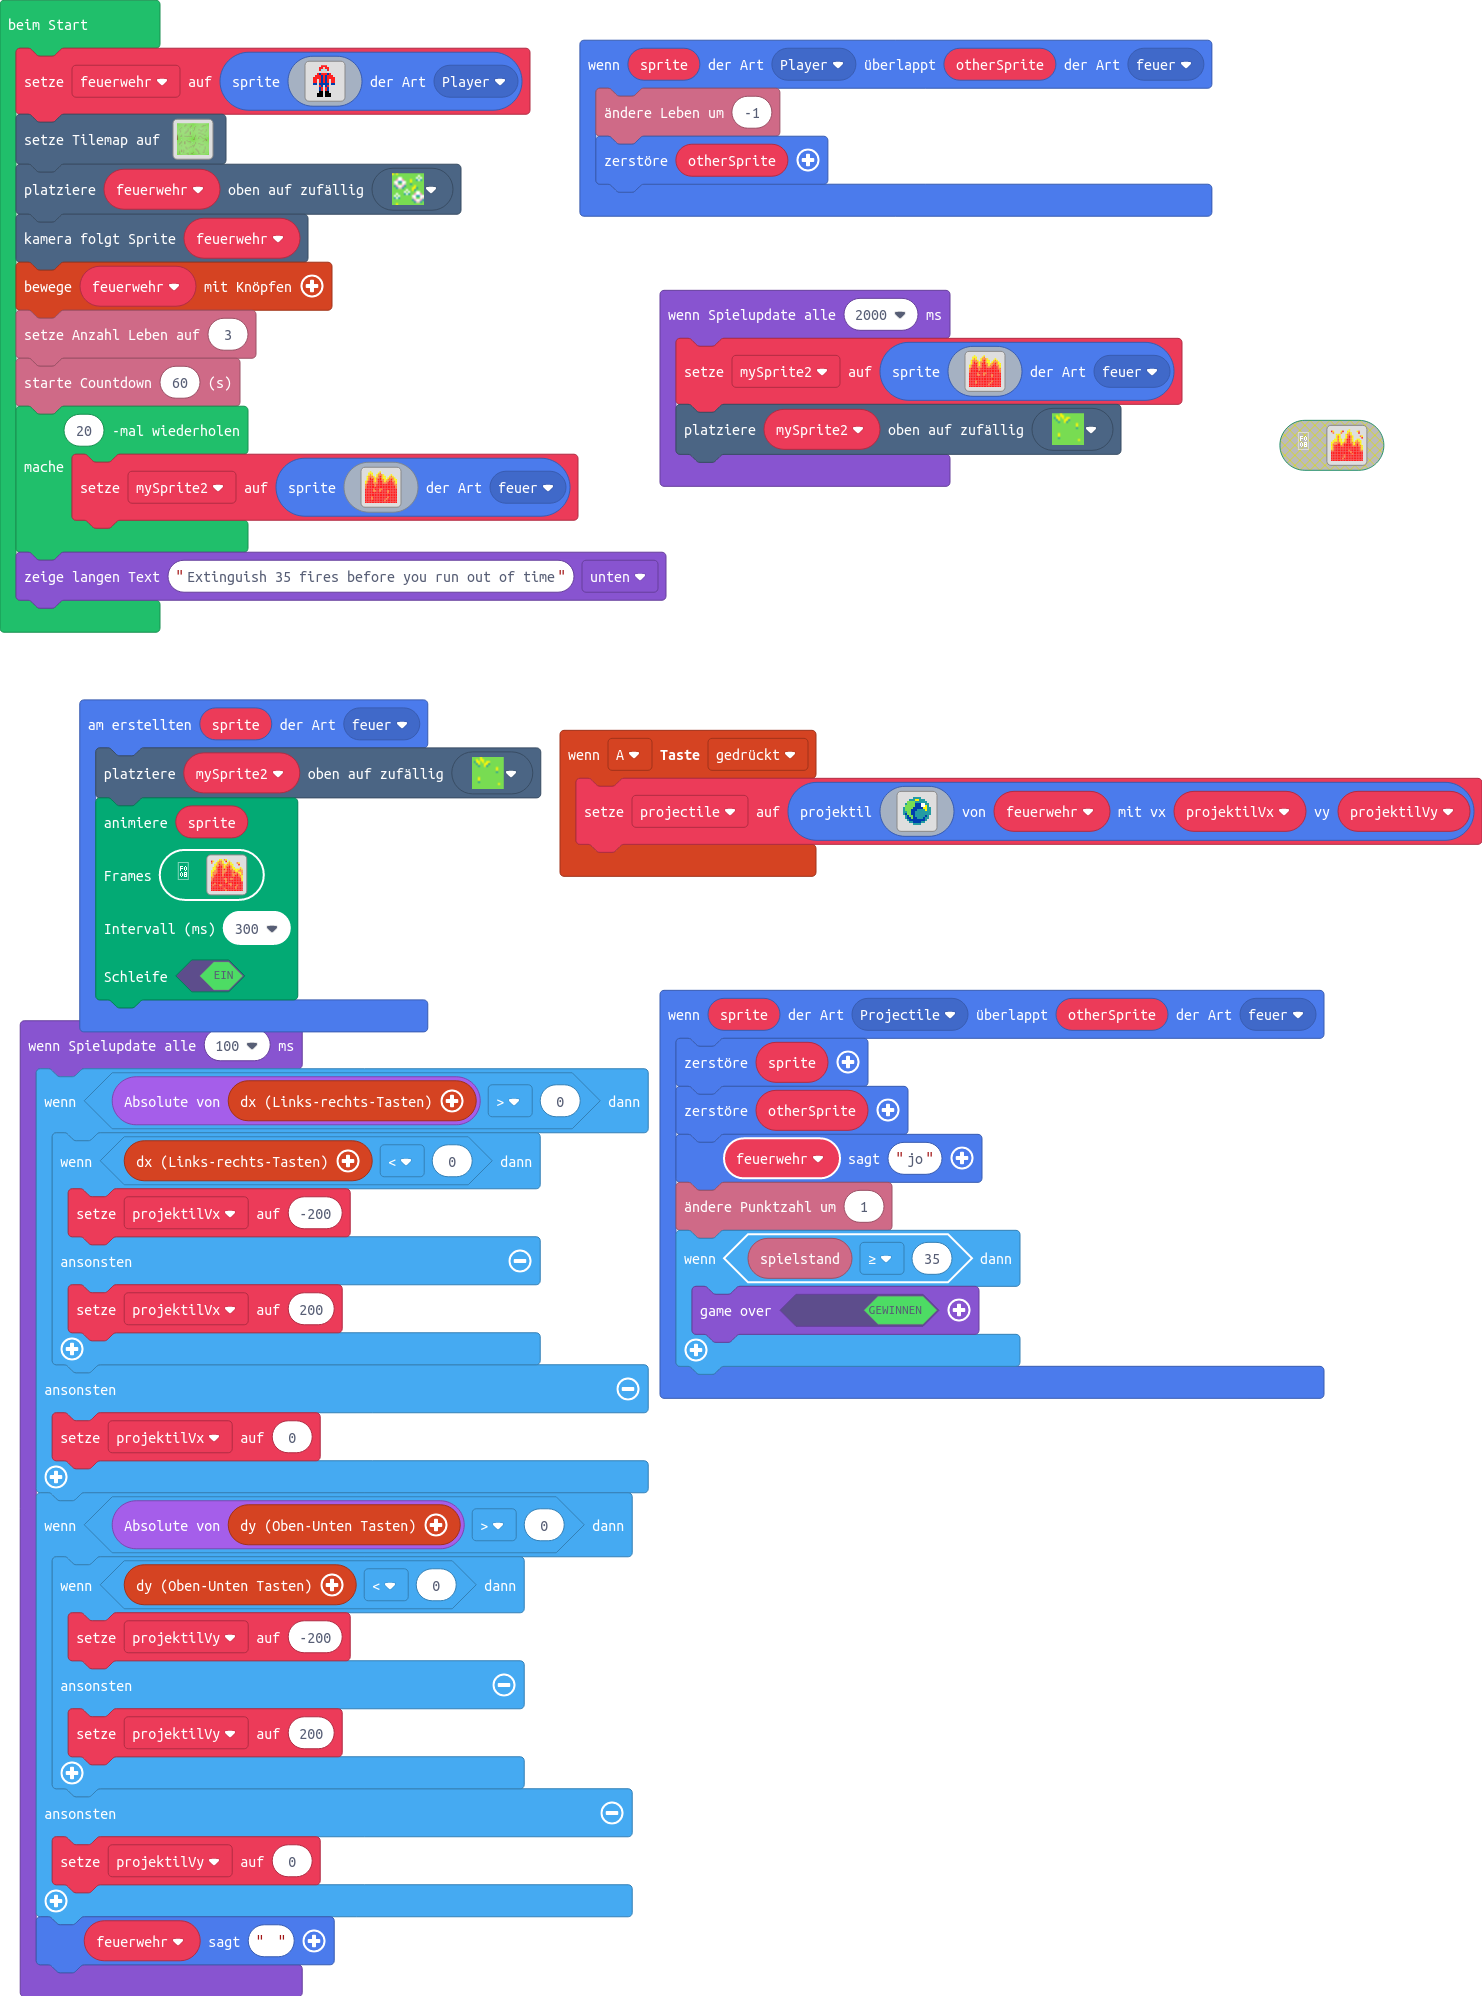 beim Start
setze feuerwehr auf sprite der Art Player
setze Tilemap auf
platziere feuerwehr oben auf zufällig
kamera folgt Sprite feuerwehr
bewege feuerwehr mit Knöpfen
setze Anzahl Leben auf 3
starte Countdown 60 (s)
20 -mal wiederholen
mache
setze mySprite2 auf sprite der Art feuer
zeige langen Text "Extinguish 35 fires before you run out of time" unten
wenn sprite der Art Player überlappt otherSprite der Art feuer
ändere Leben um -1
zerstöre otherSprite
wenn Spielupdate alle 2000 ms
setze mySprite2 auf sprite der Art feuer
platziere mySprite2 oben auf zufällig
am erstellten sprite der Art feuer
platziere mySprite2 oben auf zufällig
animiere sprite
Frames
Intervall (ms) 300
Schleife EIN
wenn A Taste gedrückt
setze projectile auf projektil von feuerwehr mit vx projektilVx vy projektilVy
wenn Spielupdate alle 100 ms
wenn Absolute von dx (Links-rechts-Tasten) > 0 dann
wenn dx (Links-rechts-Tasten) < 0 dann
setze projektilVx auf -200
ansonsten
setze projektilVx auf 200
ansonsten
setze projektilVx auf 0
wenn Absolute von dy (Oben-Unten Tasten) > 0 dann
wenn dy (Oben-Unten Tasten) < 0 dann
setze projektilVy auf -200
ansonsten
setze projektilVy auf 200
ansonsten
setze projektilVy auf 0
feuerwehr sagt " "
wenn sprite der Art Projectile überlappt otherSprite der Art feuer
zerstöre sprite
zerstöre otherSprite
feuerwehr sagt "jo"
ändere Punktzahl um 1
wenn spielstand ≥ 35 dann
game over GEWINNEN